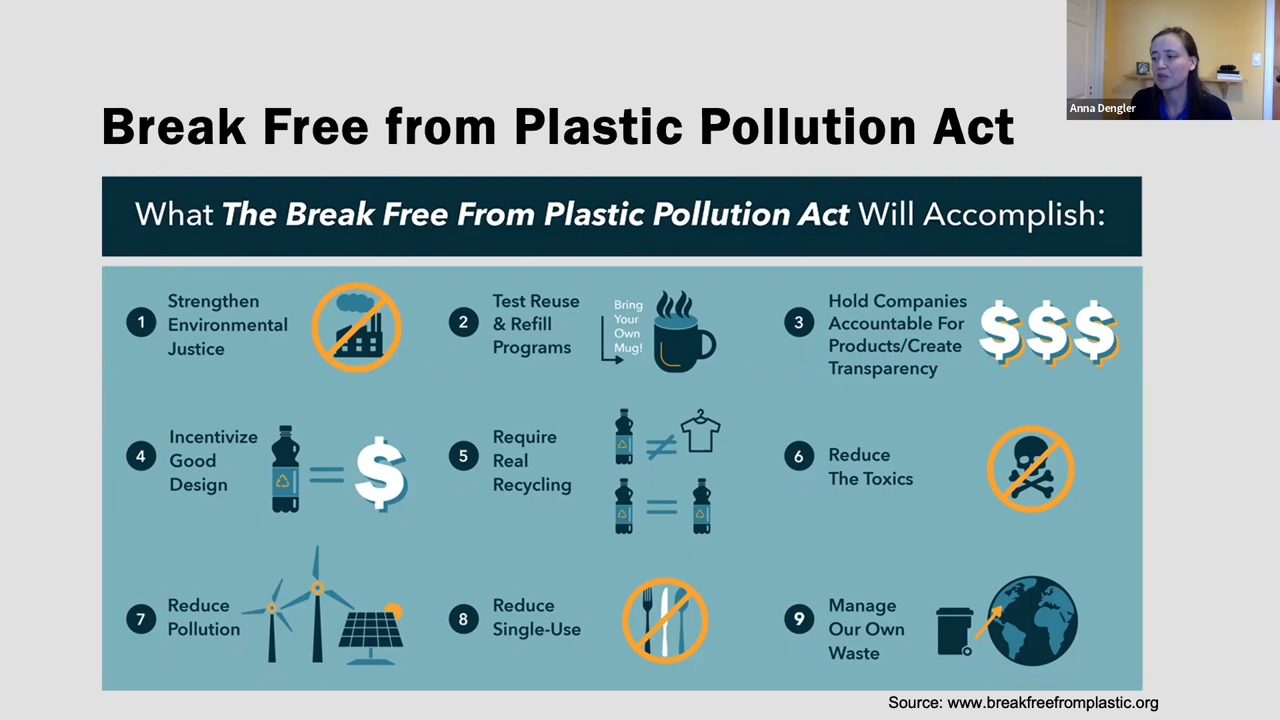 Anna Dengler
Break Free from Plastic Pollution Act
What The Break Free From Plastic Pollution Act Will Accomplish:
1
Strengthen
Environmental
Justice
2
Test Reuse
& Refill
Programs
Bring
Your
Own
Mug!
3
Hold Companies
Accountable For
Products/Create
Transparency
$$$
4
Incentivize
Good
Design
= $
5
Require
Real
Recycling
≠
=
6
Reduce
The Toxics
7
Reduce
Pollution
8
Reduce
Single-Use
9
Manage
Our Own
Waste
Source: www.breakfreefromplastic.org